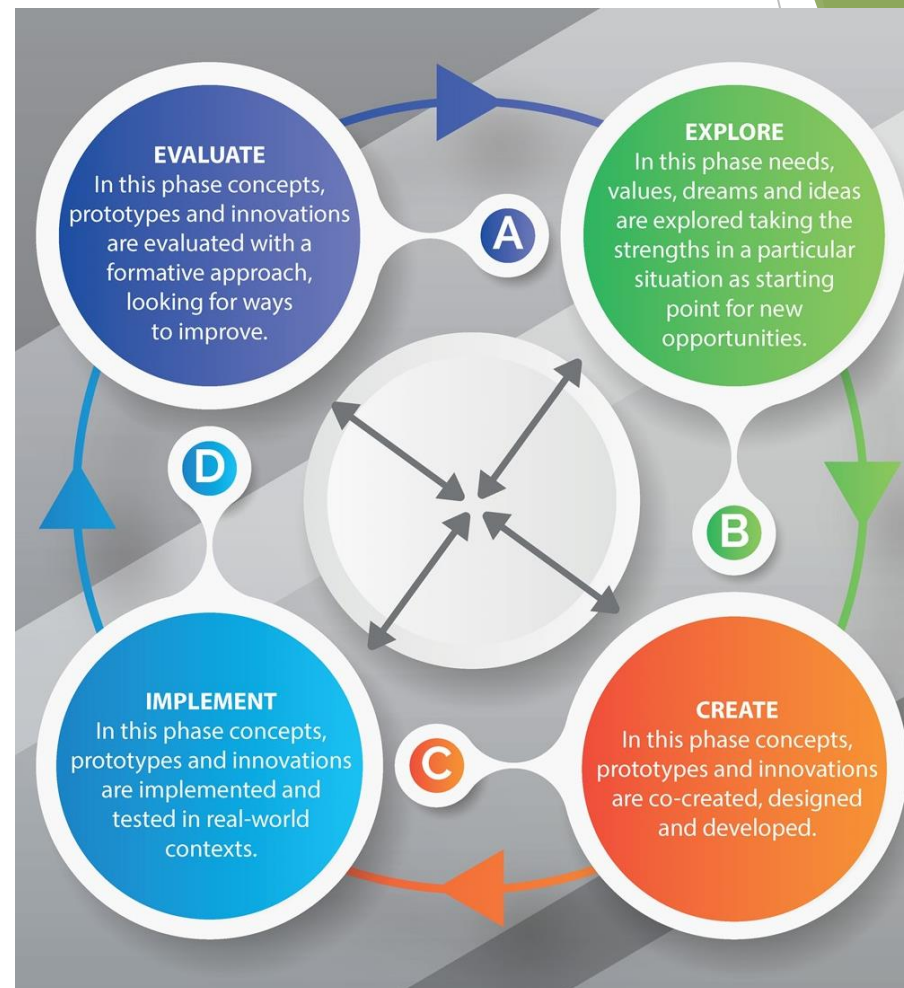 EVALUATE
In this phase concepts,
prototypes and innovations
are evaluated with a
formative approach,
looking for ways
to improve.
A
EXPLORE
In this phase needs,
values, dreams and ideas
are explored taking the
strengths in a particular
situation as starting
point for new
opportunities.
B
CREATE
In this phase concepts,
prototypes and innovations
are co-created, designed
and developed.
C
IMPLEMENT
In this phase concepts,
prototypes and innovations
are implemented and
tested in real-world
contexts.
D